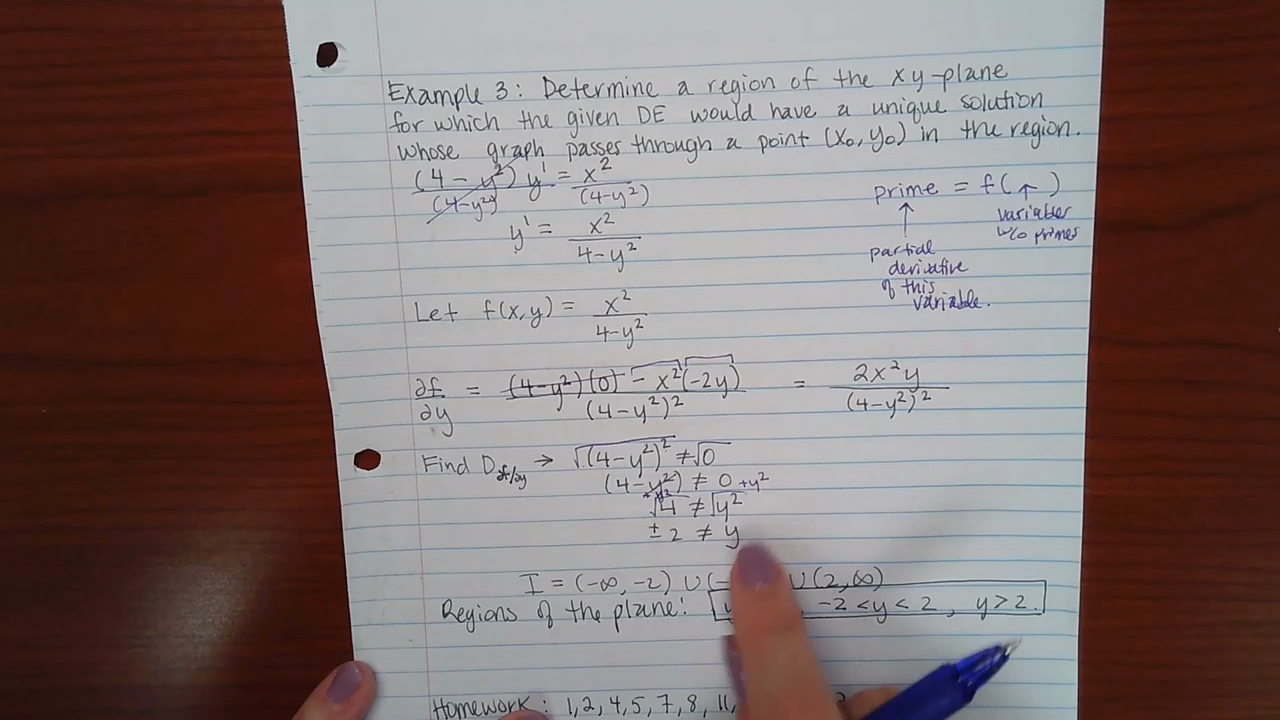 Example 3: Determine a region of the xy-plane
for which the given DE would have a unique solution
whose graph passes through a point (x₀, y₀) in the region.
(4 - y²) y' = x²
(4-y²) (4-y²)
y' = x² / 4-y²
prime = f(↑)
variables
w/o primes
partial
derivative
of this
variable.
Let f(x,y) = x² / 4-y²
∂f/∂y = (4-y²)(0) - x²(-2y) / (4-y²)² = 2x²y / (4-y²)²
Find D∂f/∂y → √(4-y²)² ≠ √0
(4-y²) ≠ 0 +y²
√4 ≠ √y²
± 2 ≠ y
I = (-∞, -2) ∪ (- ∪ (2,∞)
Regions of the plane: -2 < y < 2, y > 2.
Homework: 1, 2, 4, 5, 7, 8, 11,